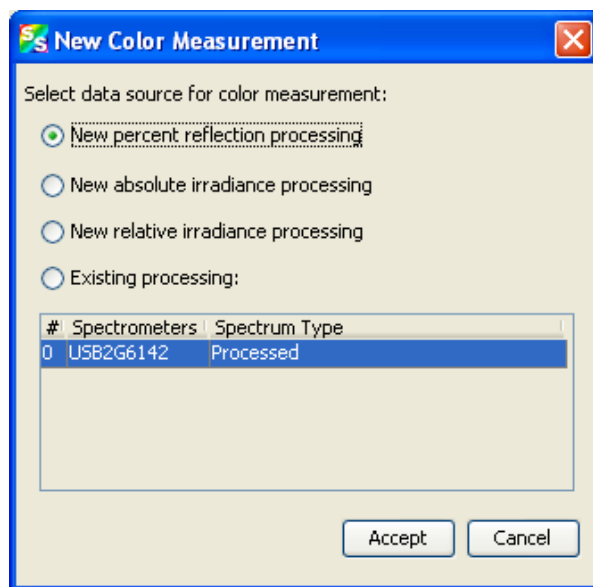 New Color Measurement
Select data source for color measurement:
New percent reflection processing
New absolute irradiance processing
New relative irradiance processing
Existing processing:
# Spectrometers Spectrum Type
0 USB2G6142 Processed
Accept Cancel